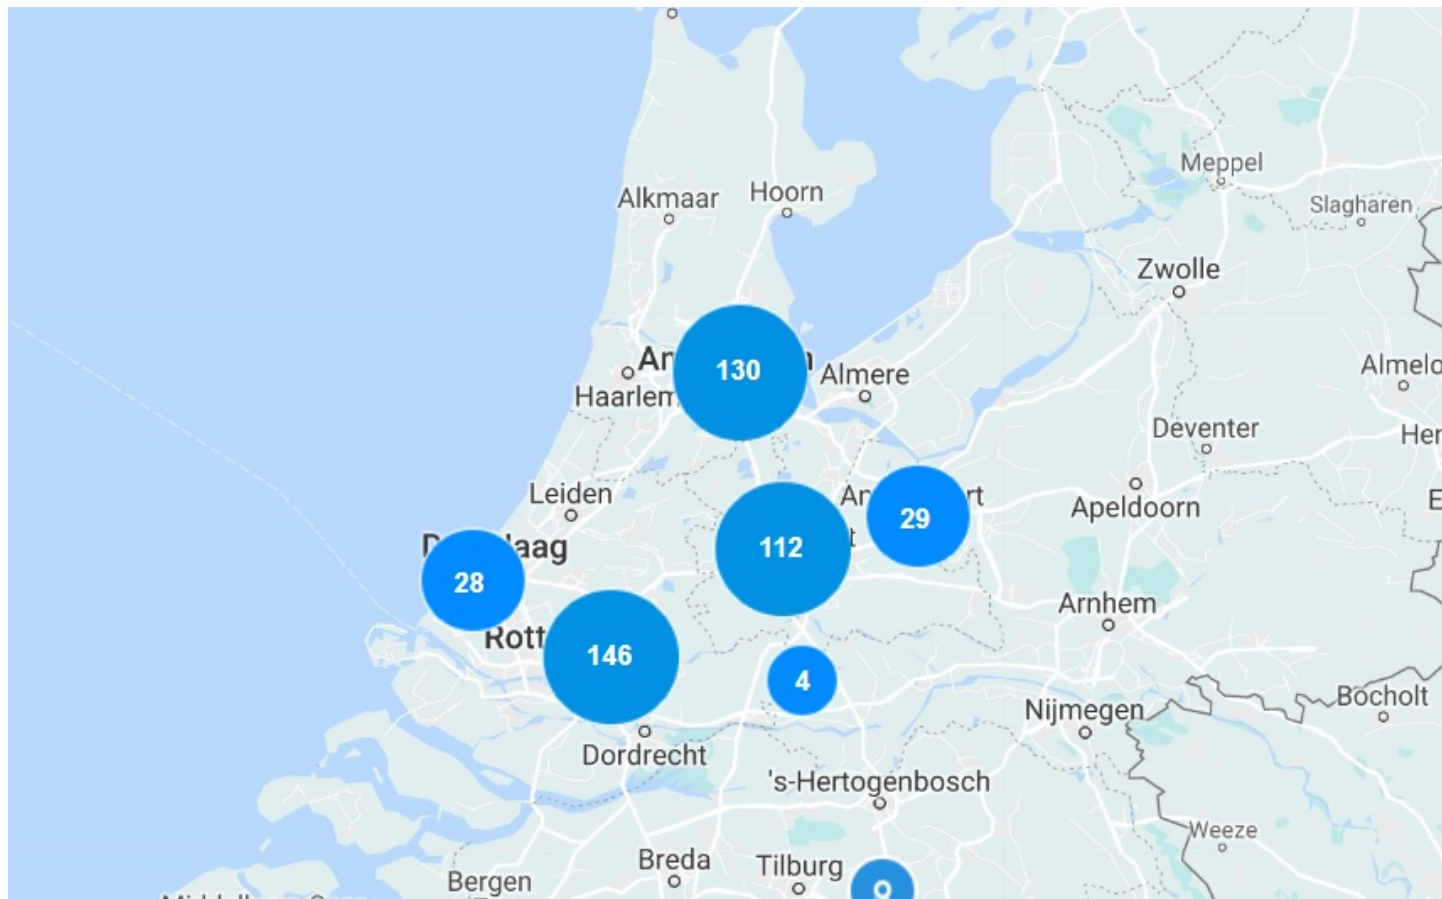 Meppel
Alkmaar
Hoorn
Slagharen
Zwolle
130
Almere
Almelo
Haarlem
Deventer
Leiden
29
Apeldoorn
112
28
Arnhem
146
4
Bocholt
Nijmegen
Dordrecht
's-Hertogenbosch
Weeze
Breda
Tilburg
Bergen